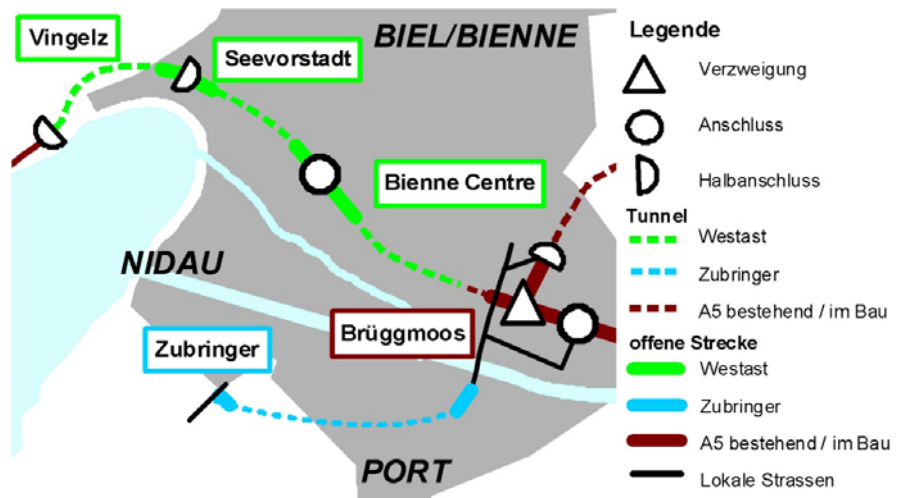 Vingelz
Seevorstadt
BIEL/BIENNE
Bienne Centre
NIDAU
Brüggmoos
Zubringer
PORT
Legende
Verzweigung
Anschluss
Halbanschluss
Tunnel
Westast
Zubringer
A5 bestehend / im Bau
offene Strecke
Westast
Zubringer
A5 bestehend / im Bau
Lokale Strassen